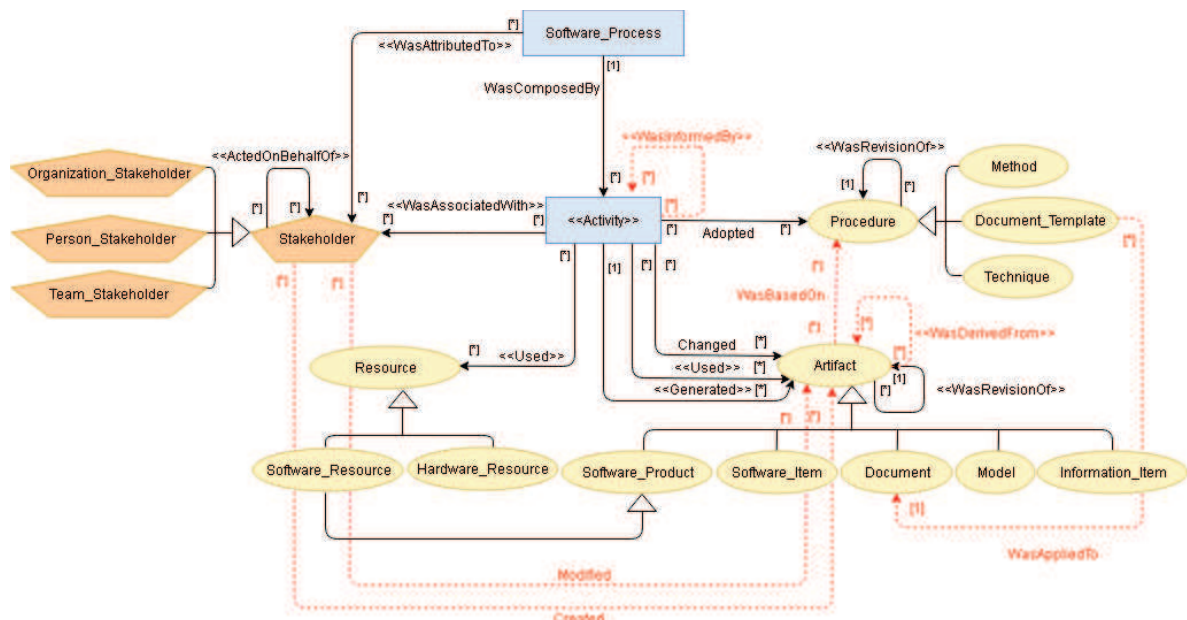 [*]
Software_Process
<<WasAttributedTo>>
[*]
[1]
WasComposedBy
<<WasInformedBy>>
<<ActedOnBehalfOf>>
<<WasRevisionOf>>
Organization_Stakeholder
Method
[*]
[*]
[*]
[*]
[*]
[*]
[1]
[*]
<<WasAssociatedWith>>
[*]
[*]
<<Activity>>
[*]
[*]
Adopted
Procedure
Document_Template
Person_Stakeholder
Stakeholder
[*]
[*]
[1]
[*]
[*]
[*]
Team_Stakeholder
[*]
[*]
[*]
Technique
WasBasedOn
[*]
[*]
<<WasDerivedFrom>>
Changed
[*]
[*]
[*]
<<Used>>
Resource
<<Used>>
[*]
Artifact
[1]
[*]
<<Generated>>
[*]
<<WasRevisionOf>>
[*]
[*]
Software_Resource
Hardware_Resource
Software_Product
Software_Item
Document
Model
Information_Item
[1]
WasAppliedTo
Modified
Created